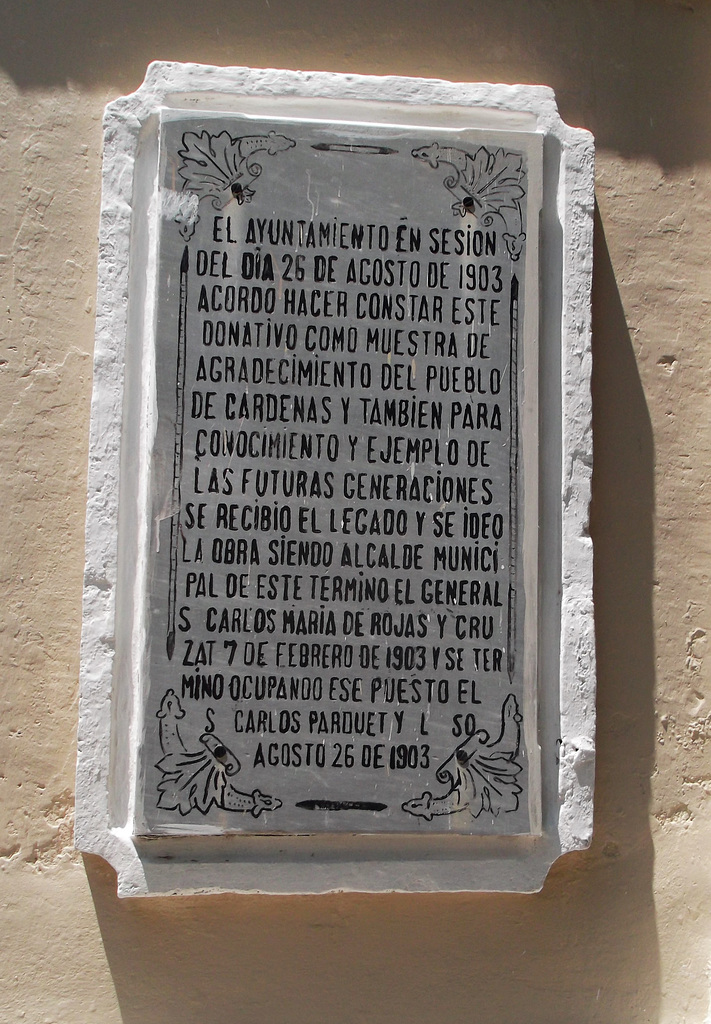 EL AYUNTAMIENTO EN SESION
DEL DIA 26 DE AGOSTO DE 1903
ACORDO HACER CONSTAR ESTE
DONATIVO COMO MUESTRA DE
AGRADECIMIENTO DEL PUEBLO
DE CARDENAS Y TAMBIEN PARA
CONOCIMIENTO Y EJEMPLO DE
LAS FUTURAS GENERACIONES
SE RECIBIO EL LEGADO Y SE IDEO
LA OBRA SIENDO ALCALDE MUNICI
PAL DE ESTE TERMINO EL GENERAL
S CARLOS MARIA DE ROJAS Y CRU
ZAT 7 DE FEBRERO DE 1903 Y SE TER
MINO OCUPANDO ESE PUESTO EL
S CARLOS PARQUET Y
AGOSTO 26 DE 1903